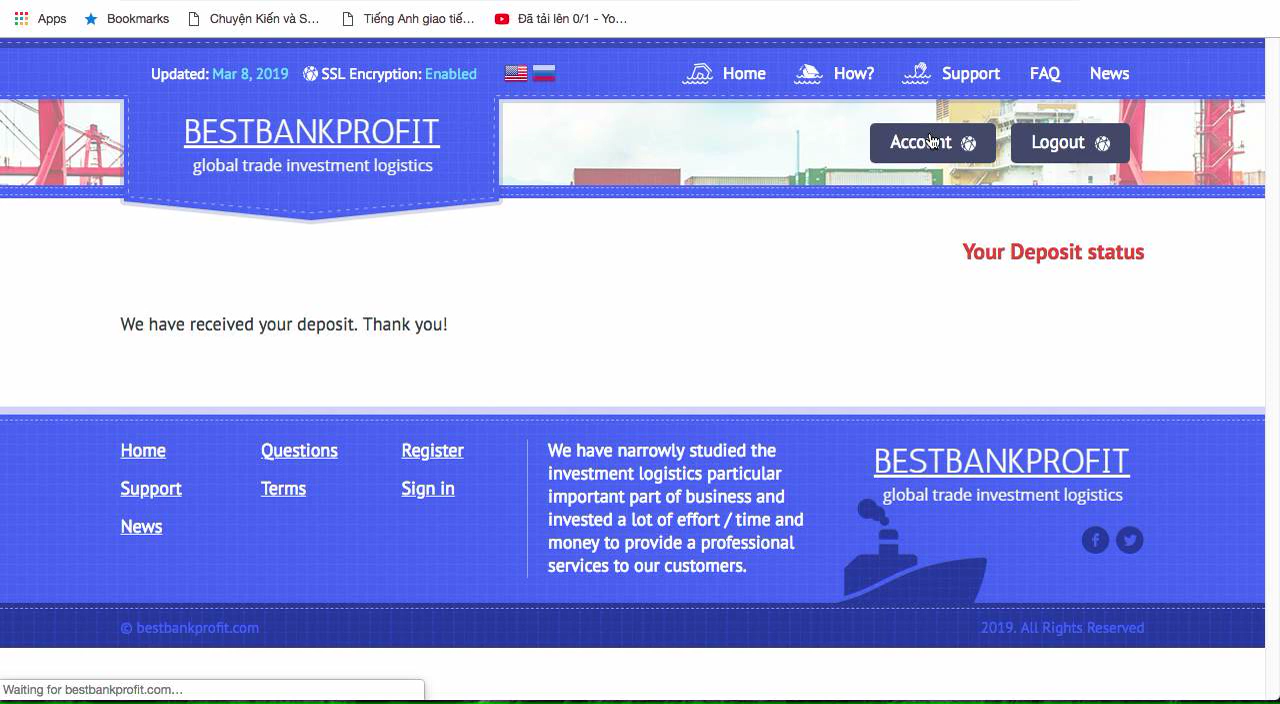 Apps
Bookmarks
Chuyện Kiến và S...
Tiếng Anh giao tiế...
Đã tải lên 0/1 - Yo...
Updated: Mar 8, 2019
SSL Encryption: Enabled
Home
How?
Support
FAQ
News
BESTBANKPROFIT
global trade investment logistics
Account
Logout
Your Deposit status
We have received your deposit. Thank you!
Home
Questions
Register
Support
Terms
Sign in
News
We have narrowly studied the
investment logistics particular
important part of business and
invested a lot of effort / time and
money to provide a professional
services to our customers.
BESTBANKPROFIT
global trade investment logistics
© bestbankprofit.com
2019. All Rights Reserved
Waiting for bestbankprofit.com...